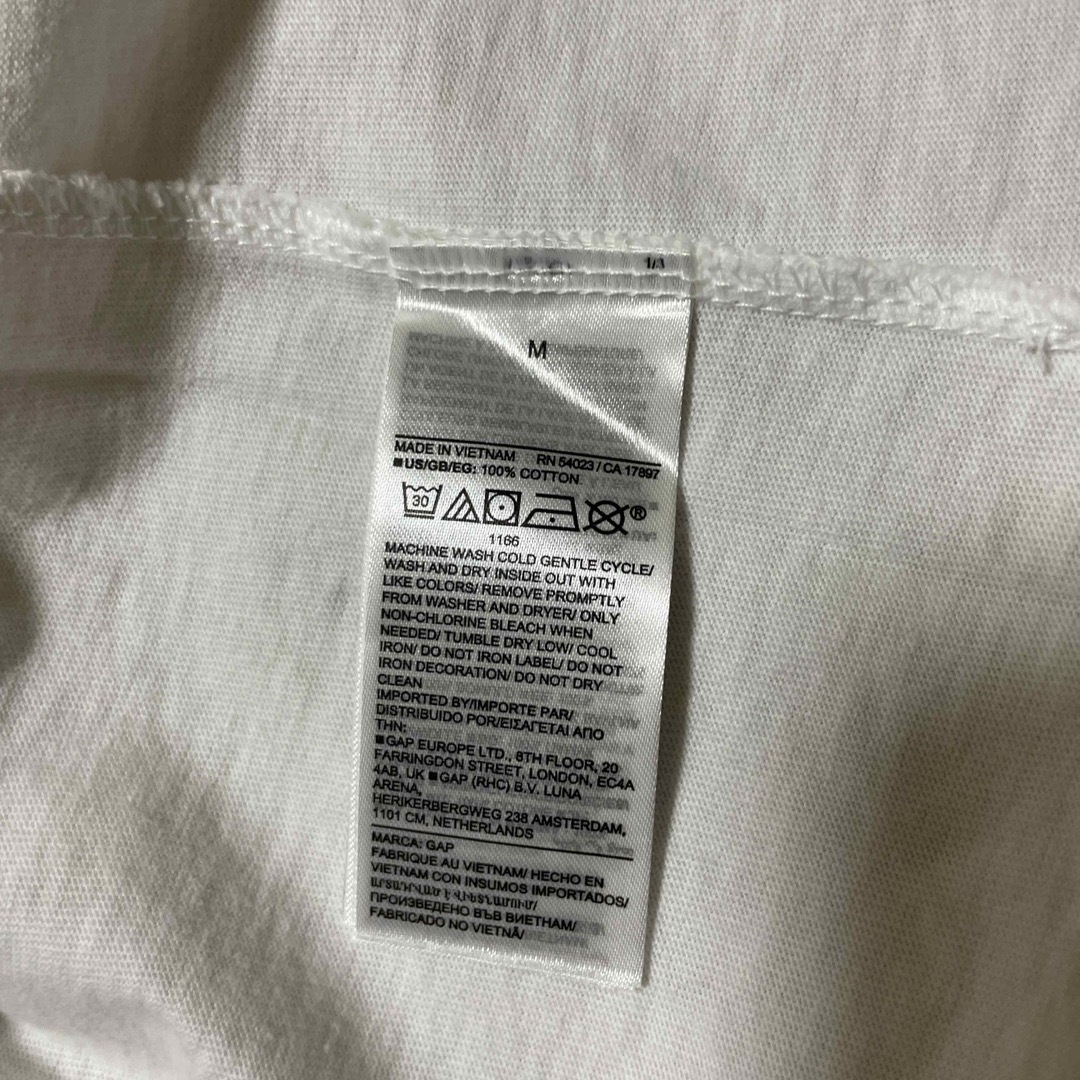 1/1
M
MADE IN VIETNAM RN 54023 / CA 17897
■US/GB/EG: 100% COTTON
30 ®
1166
MACHINE WASH COLD GENTLE CYCLE/
WASH AND DRY INSIDE OUT WITH
LIKE COLORS/ REMOVE PROMPTLY
FROM WASHER AND DRYER/ ONLY
NON-CHLORINE BLEACH WHEN
NEEDED/ TUMBLE DRY LOW/ COOL
IRON/ DO NOT IRON LABEL/ DO NOT
IRON DECORATION/ DO NOT DRY
CLEAN
IMPORTED BY/IMPORTE PAR/
DISTRIBUIDO POR/ΕΙΣΑΓΕΤΑΙ ΑΠΟ
ΤΗΝ:
■GAP EUROPE LTD., 8TH FLOOR, 20
FARRINGDON STREET, LONDON, EC4A
4AB, UK ■GAP (RHC) B.V. LUNA
ARENA,
HERIKERBERGWEG 238 AMSTERDAM,
1101 CM, NETHERLANDS
MARCA: GAP
FABRIQUE AU VIETNAM/ HECHO EN
VIETNAM CON INSUMOS IMPORTADOS/
ПРОИЗВЕДЕНО ВЪВ ВИЕТНАМ/
FABRICADO NO VIETNÃ/